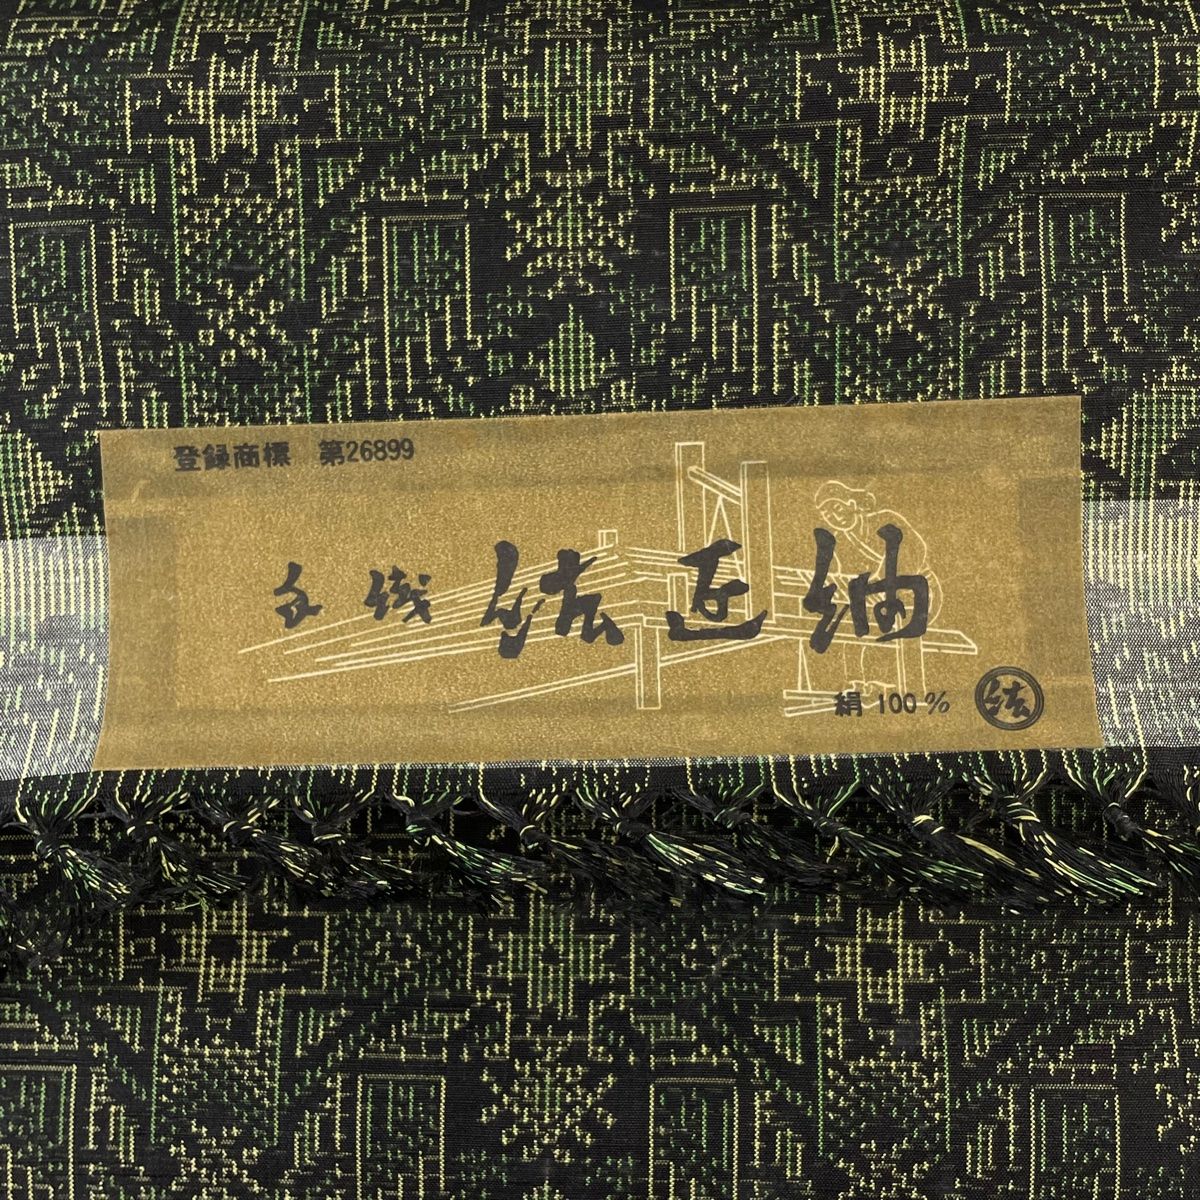 登録商標 第26899
手織 紘匠紬
絹 100%
紘